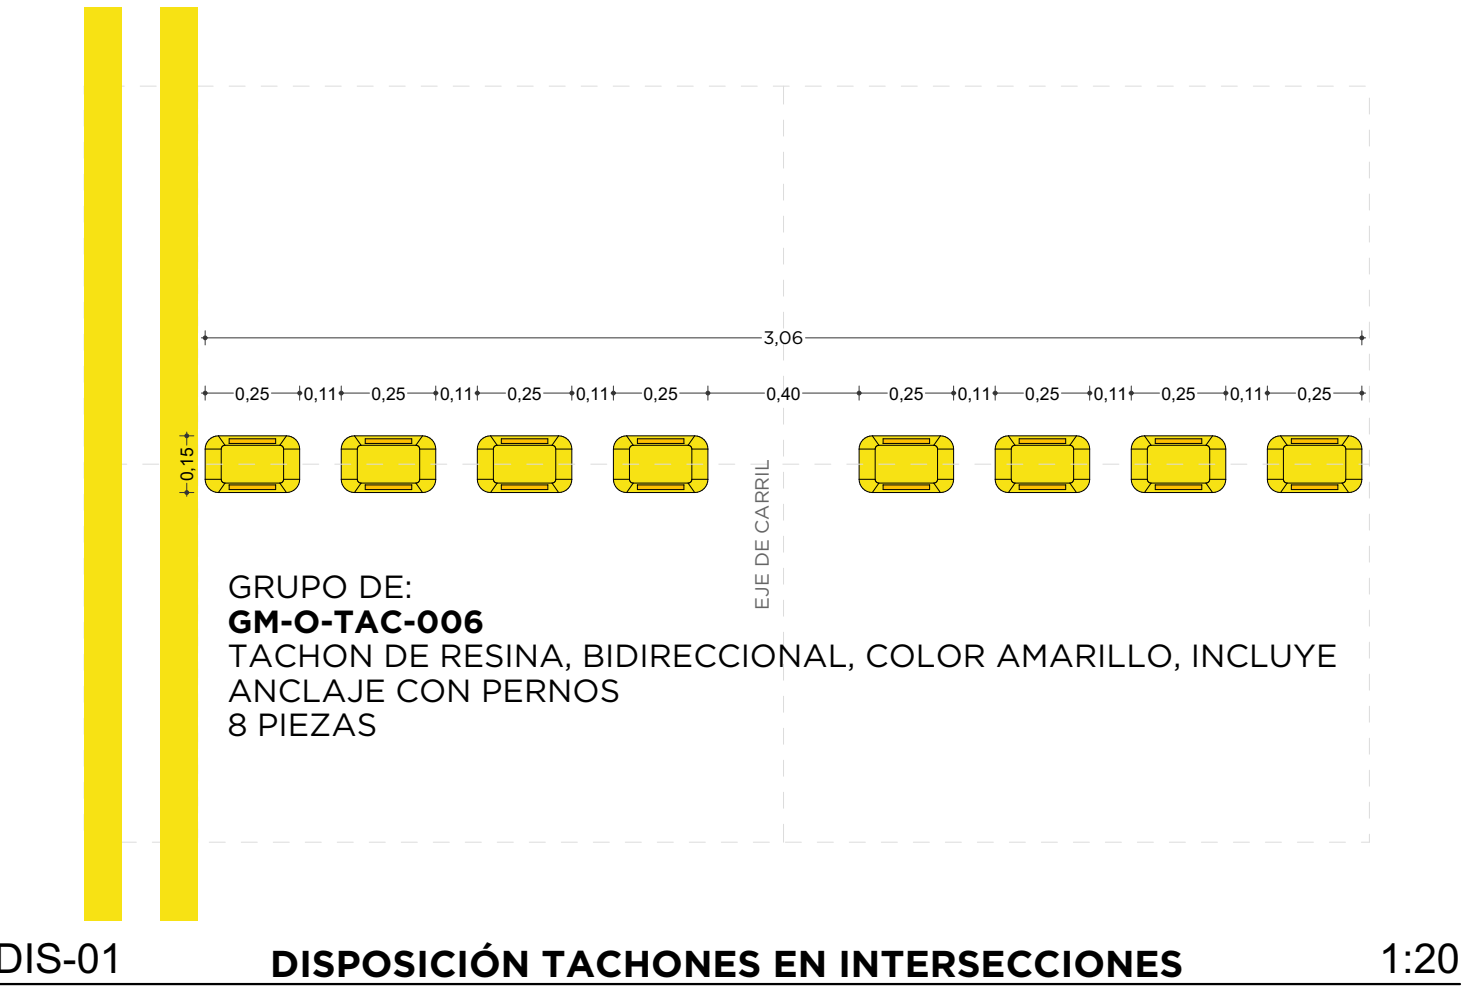 3,06
0,25 0,11 0,25 0,11 0,25 0,11 0,25 0,40 0,25 0,11 0,25 0,11 0,25 0,11 0,25
0,15
EJE DE CARRIL
GRUPO DE:
GM-O-TAC-006
TACHON DE RESINA, BIDIRECCIONAL, COLOR AMARILLO, INCLUYE
ANCLAJE CON PERNOS
8 PIEZAS
DIS-01 DISPOSICIÓN TACHONES EN INTERSECCIONES 1:20